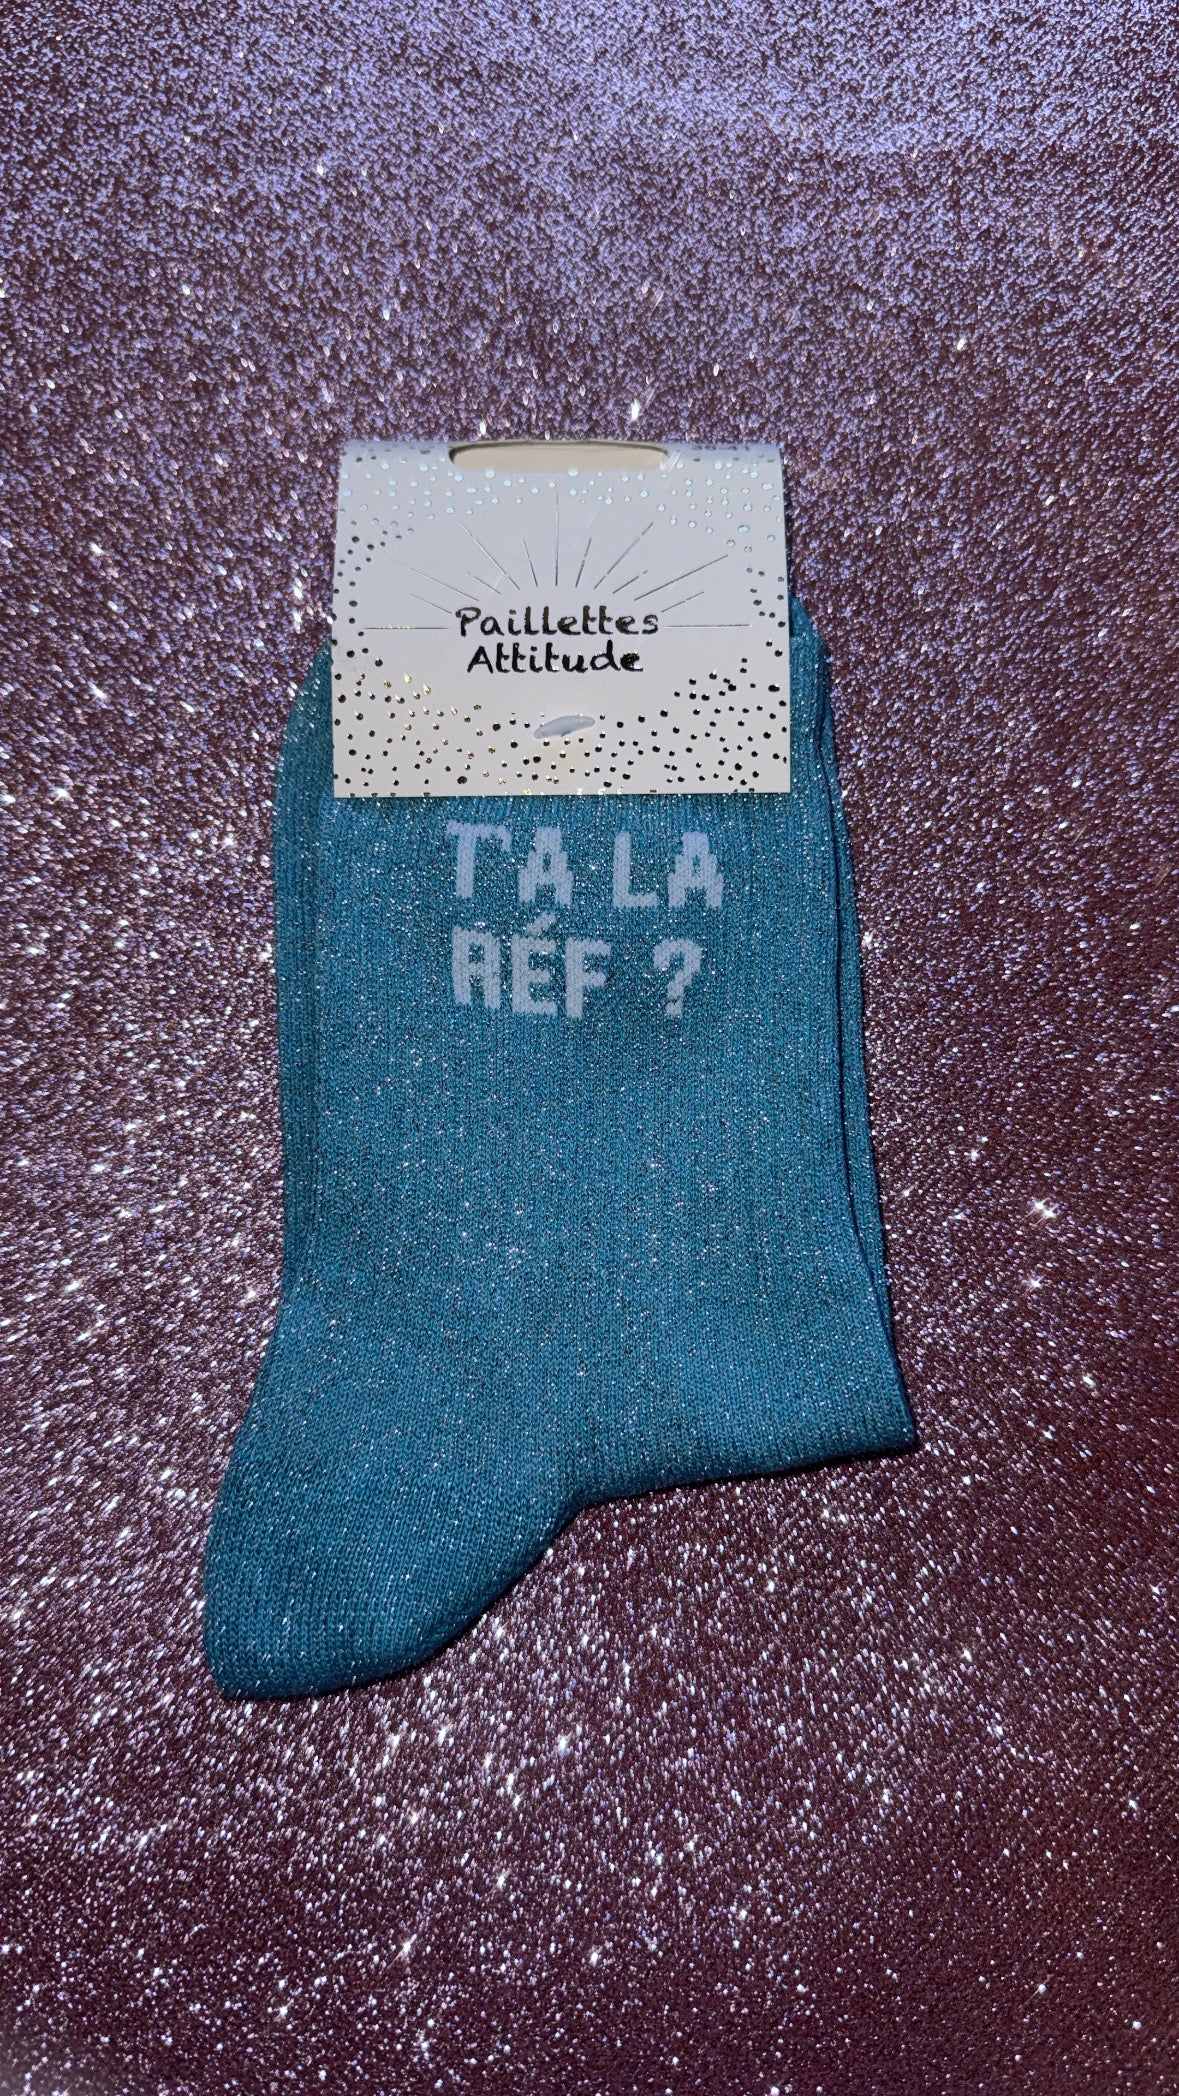 Paillettes
Attitude
T'A LA
RÉF ?